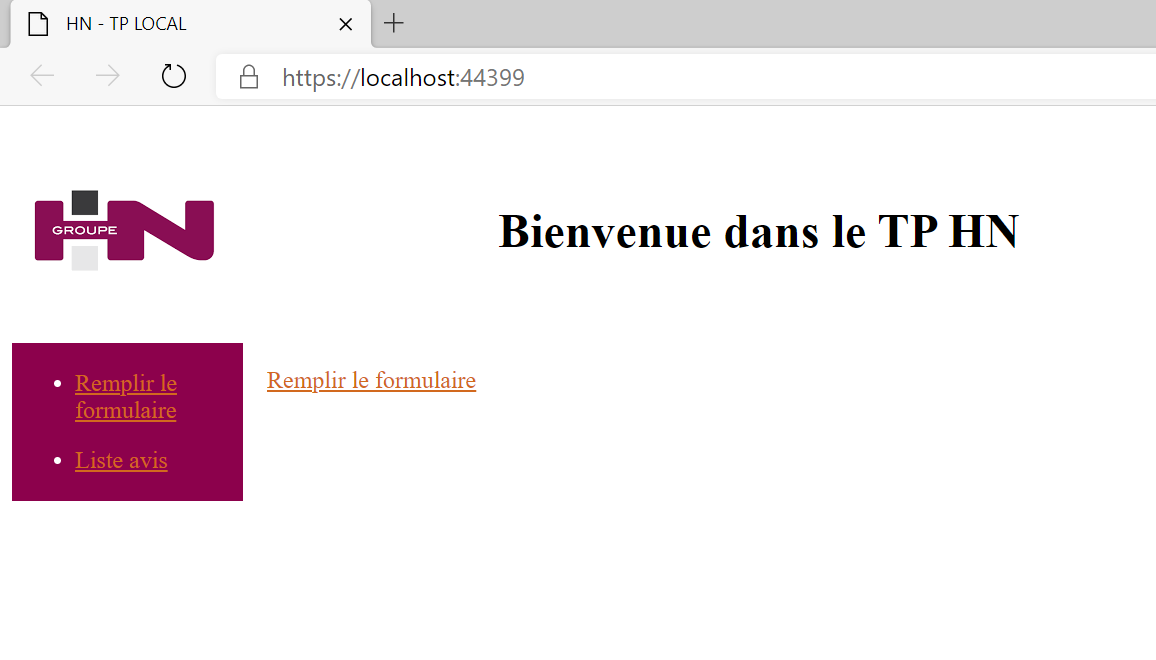 HN - TP LOCAL
https://localhost:44399
HN
GROUPE
Bienvenue dans le TP HN
Remplir le
formulaire
Liste avis
Remplir le formulaire